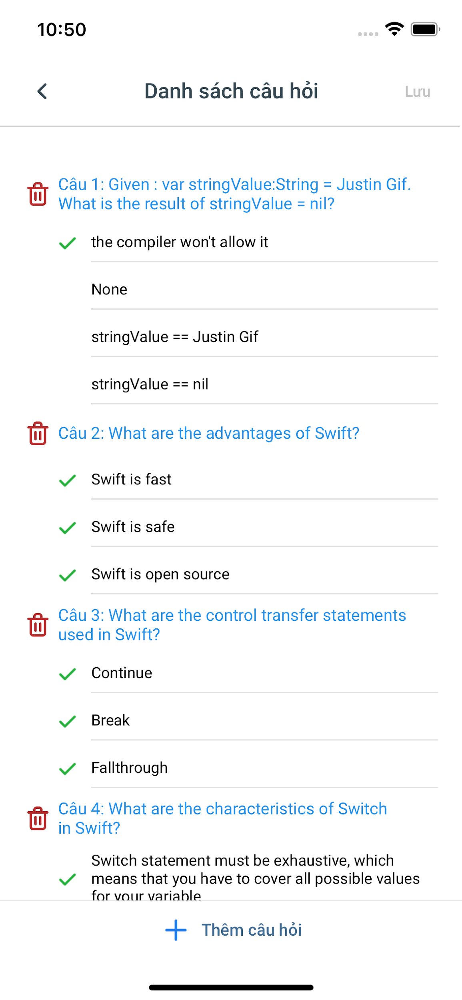 10:50
Danh sách câu hỏi
Lưu
Câu 1: Given : var stringValue:String = Justin Gif.
What is the result of stringValue = nil?
the compiler won't allow it
None
stringValue == Justin Gif
stringValue == nil
Câu 2: What are the advantages of Swift?
Swift is fast
Swift is safe
Swift is open source
Câu 3: What are the control transfer statements
used in Swift?
Continue
Break
Fallthrough
Câu 4: What are the characteristics of Switch
in Swift?
Switch statement must be exhaustive, which
means that you have to cover all possible values
for your variable
Thêm câu hỏi